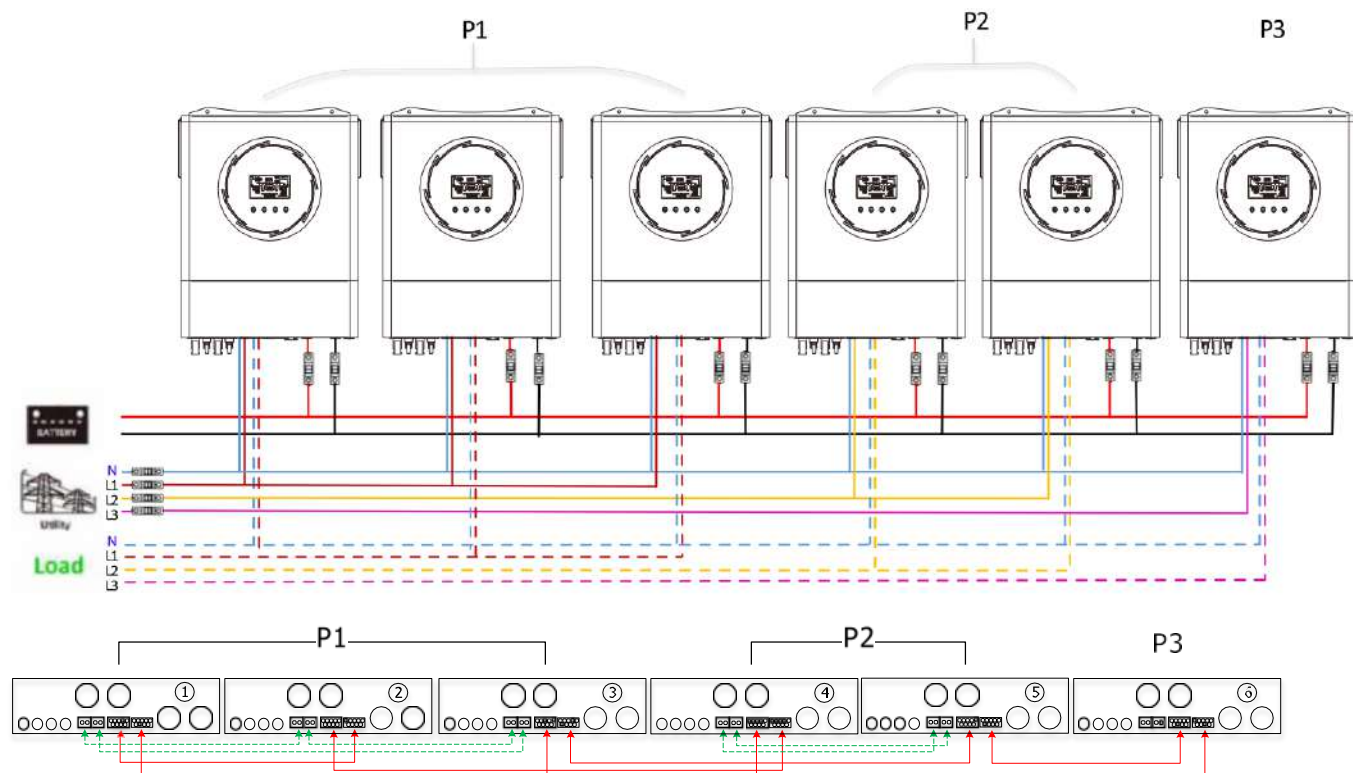 P1
P2
P3
BATTERY
Utility
N
L1
L2
L3
Load
N
L1
L2
L3
P1
P2
P3
①
②
③
④
⑤
⑥